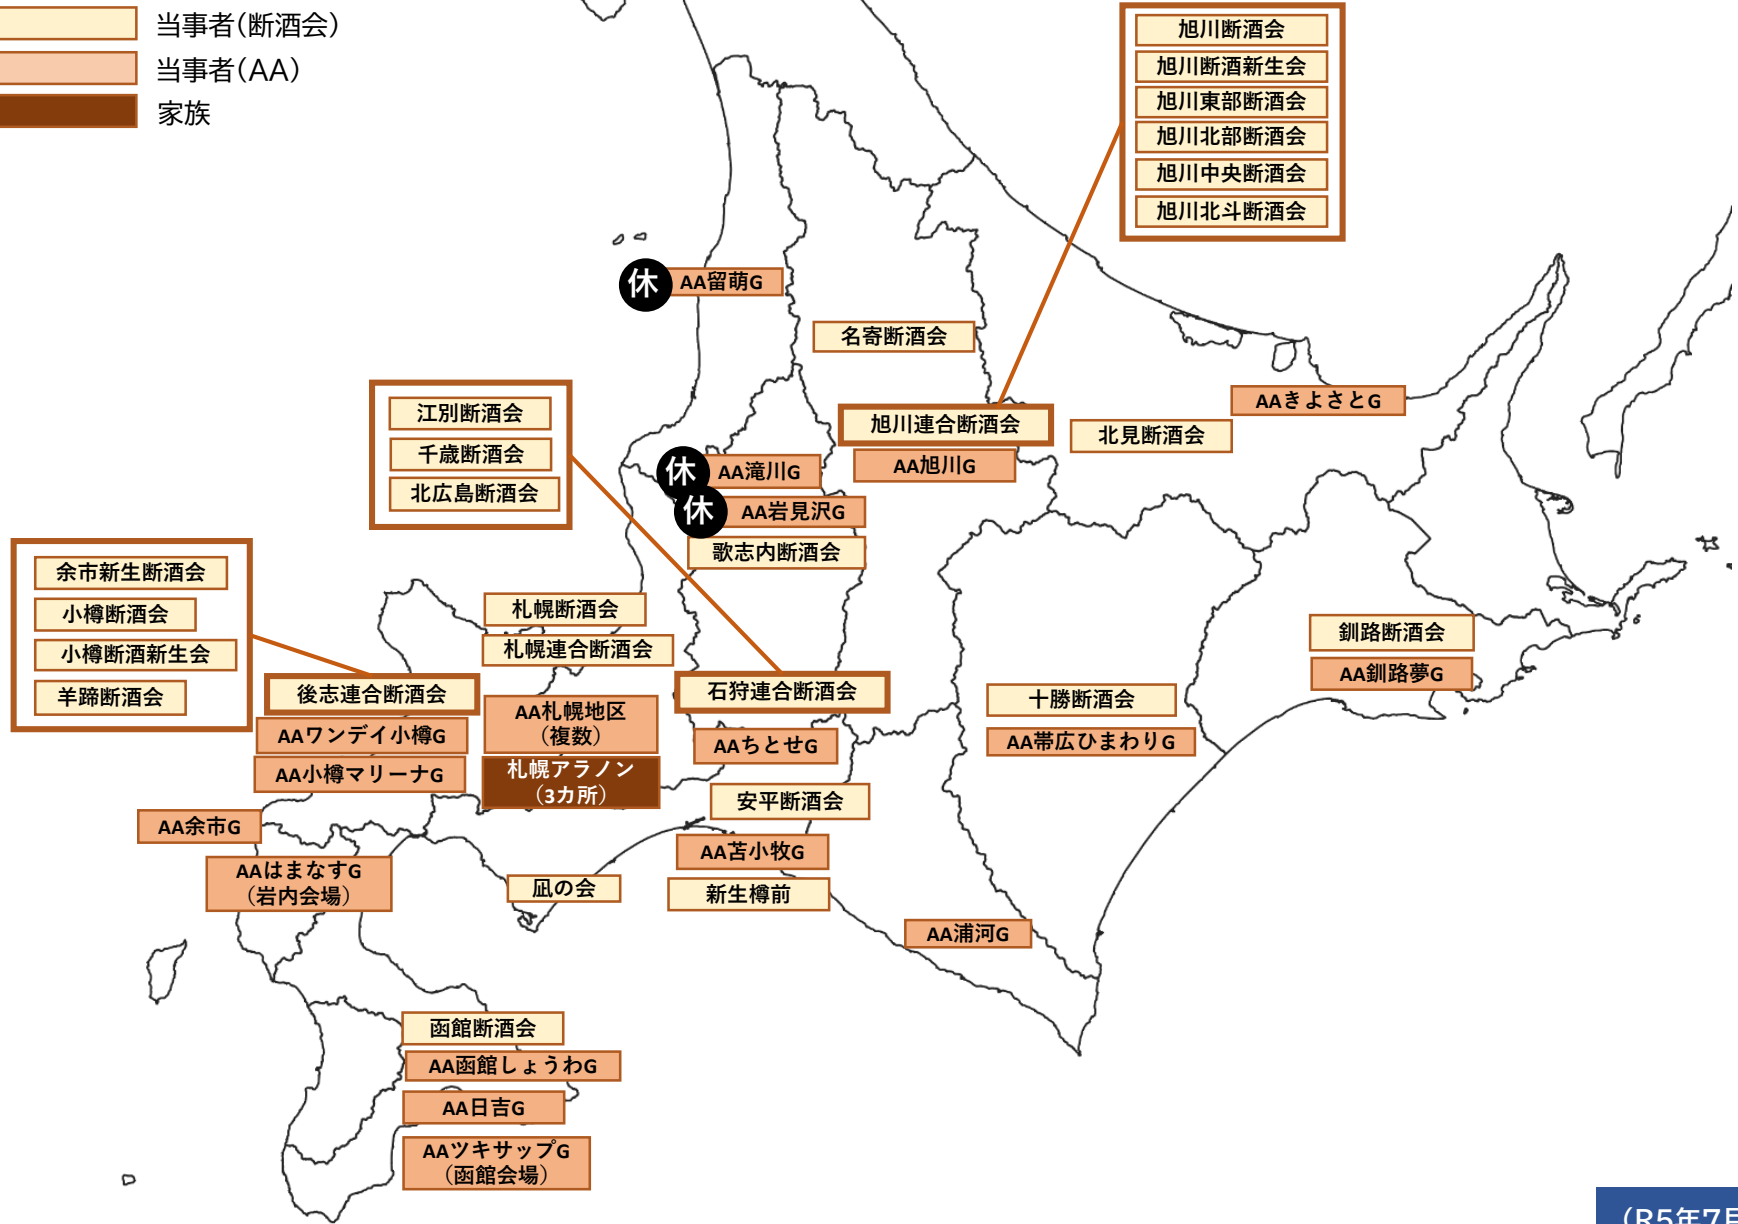 当事者(断酒会)
当事者(AA)
家族
旭川断酒会
旭川断酒新生会
旭川東部断酒会
旭川北部断酒会
旭川中央断酒会
旭川北斗断酒会
休
AA留萌G
名寄断酒会
旭川連合断酒会
AA旭川G
北見断酒会
AAきよさとG
江別断酒会
千歳断酒会
北広島断酒会
休
AA滝川G
休
AA岩見沢G
歌志内断酒会
余市新生断酒会
小樽断酒会
小樽断酒新生会
羊蹄断酒会
札幌断酒会
札幌連合断酒会
後志連合断酒会
石狩連合断酒会
AAワンデイ小樽G
AA小樽マリーナG
AA札幌地区
（複数）
札幌アラノン
（3カ所）
AAちとせG
十勝断酒会
AA帯広ひまわりG
釧路断酒会
AA釧路夢G
安平断酒会
AA余市G
AAはまなすG
（岩内会場）
AA苫小牧G
凪の会
新生樽前
AA浦河G
函館断酒会
AA函館しょうわG
AA日吉G
AAツキサップG
（函館会場）
（R5年7月